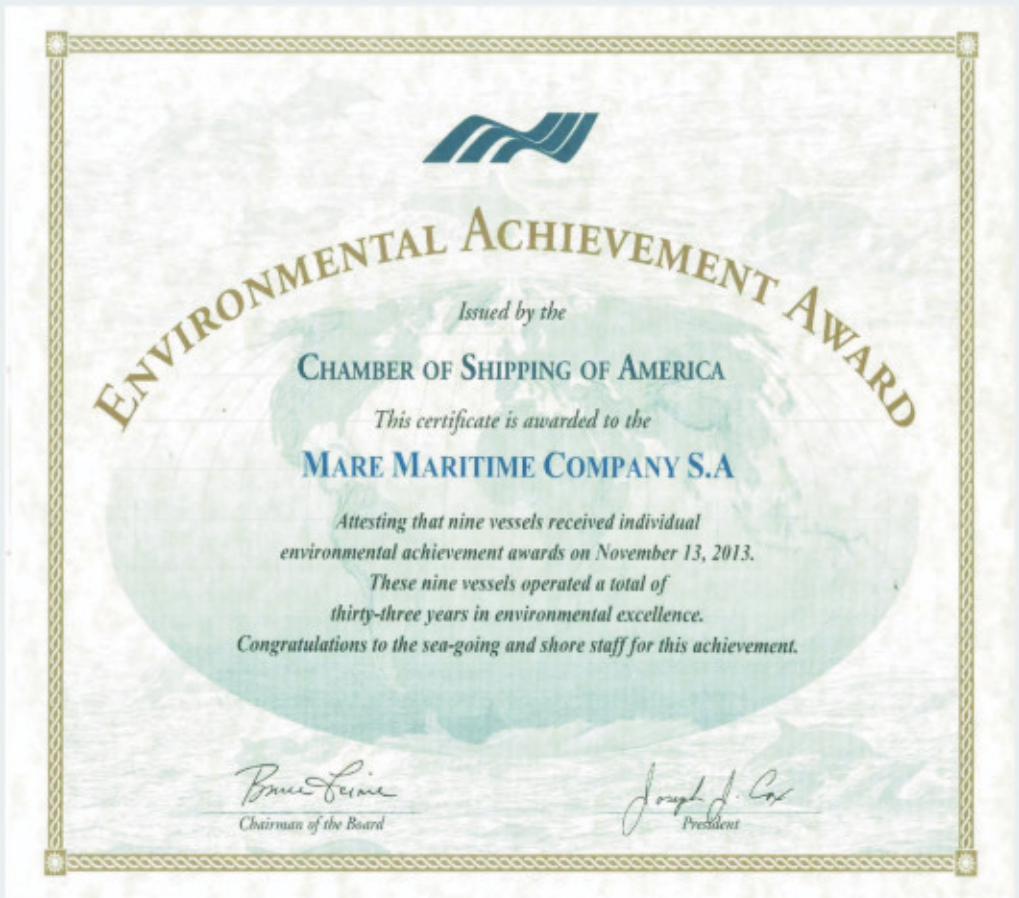 ENVIRONMENTAL ACHIEVEMENT AWARD
Issued by the
CHAMBER OF SHIPPING OF AMERICA
This certificate is awarded to the
MARE MARITIME COMPANY S.A
Attesting that nine vessels received individual
environmental achievement awards on November 13, 2013.
These nine vessels operated a total of
thirty-three years in environmental excellence.
Congratulations to the sea-going and shore staff for this achievement.
Joseph J. Cox
Chairman of the Board
President